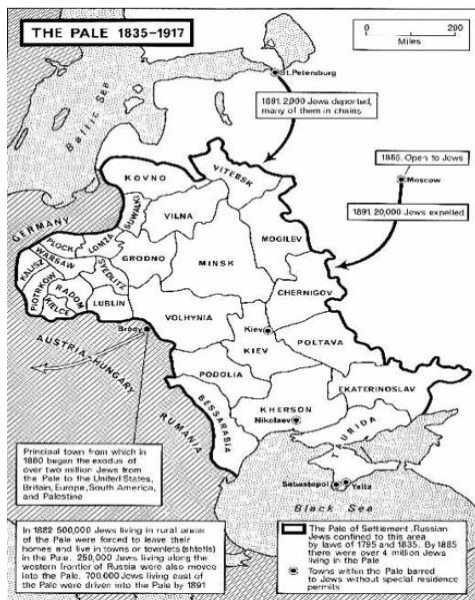 THE PALE 1835-1917
0 200
Miles
St. Petersburg
Baltic Sea
1891. 2,000 Jews deported,
many of them in chains
1865. Open to Jews
Moscow
1891. 20,000 Jews expelled
KOVNO
VITEBSK
SUWALKI
VILNA
GERMANY
MOGILEV
PLOCK
LOMZA
GRODNO
MINSK
WARSAW
KALISZ
SYEDLITZ
PIOTRKOW
RADOM
KIELCE
LUBLIN
CHERNIGOV
VOLHYNIA
Brody
Kiev
KIEV
POLTAVA
AUSTRIA-HUNGARY
PODOLIA
EKATERINOSLAV
BESSARABIA
KHERSON
Nikolaev
TAURIDA
RUMANIA
Sebastopol
Yalta
Black Sea
Principal town from which in
1880 began the exodus of
over two million Jews from
the Pale to the United States,
Britain, Europe, South America,
and Palestine
In 1882 500,000 Jews living in rural areas
of the Pale were forced to leave their
homes and live in towns or townlets (shtetls)
in the Pale. 250,000 Jews living along the
western frontier of Russia were also moved
into the Pale. 700,000 Jews living east of
the Pale were driven into the Pale by 1891
The Pale of Settlement. Russian
Jews confined to this area
by laws of 1795 and 1835. By 1885
there were over 4 million Jews
living in the Pale
Towns within the Pale barred
to Jews without special residence
permits